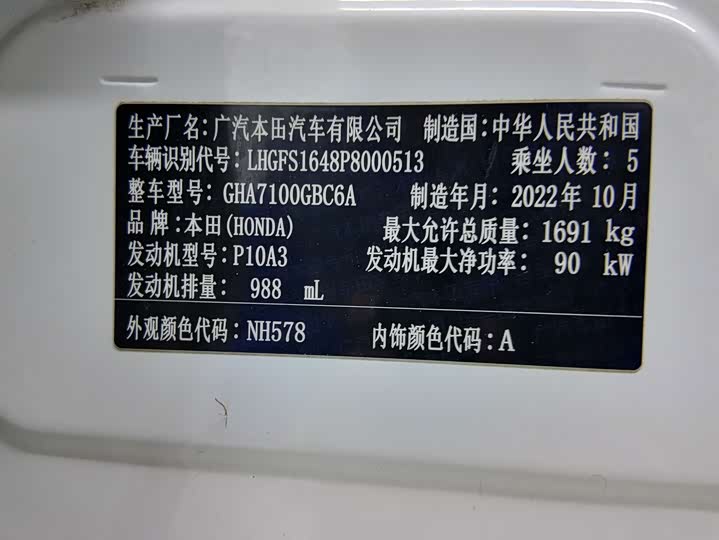 生产厂名:广汽本田汽车有限公司 制造国:中华人民共和国
车辆识别代号:LHGFS1648P8000513 乘坐人数:5
整车型号:GHA7100GBC6A 制造年月:2022年10月
品牌:本田(HONDA) 最大允许总质量:1691 kg
发动机型号:P10A3 发动机最大净功率:90 kW
发动机排量:988 mL
外观颜色代码:NH578 内饰颜色代码:A